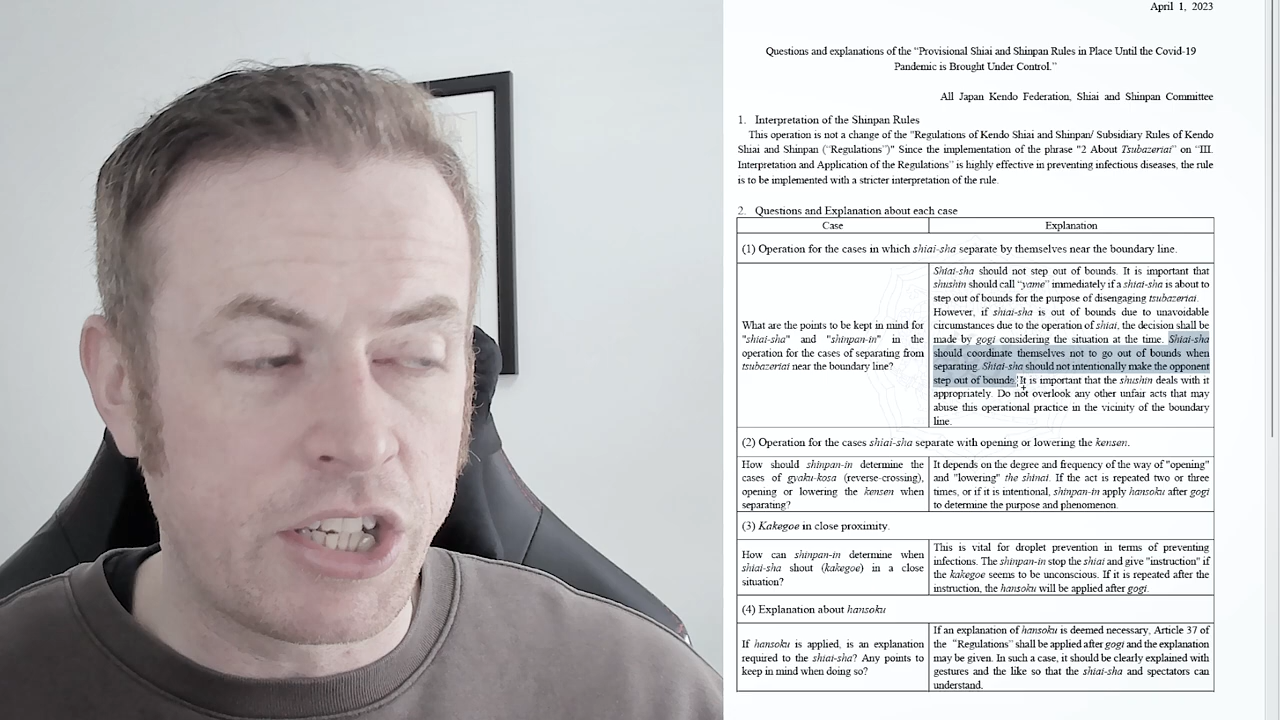 April 1, 2023
Questions and explanations of the “Provisional Shiai and Shinpan Rules in Place Until the Covid-19
Pandemic is Brought Under Control.”
All Japan Kendo Federation, Shiai and Shinpan Committee
1. Interpretation of the Shinpan Rules
This operation is not a change of the "Regulations of Kendo Shiai and Shinpan/ Subsidiary Rules of Kendo
Shiai and Shinpan (“Regulations”)" Since the implementation of the phrase "2 About Tsubazeriai" on “III.
Interpretation and Application of the Regulations” is highly effective in preventing infectious diseases, the rule
is to be implemented with a stricter interpretation of the rule.
2. Questions and Explanation about each case
Case
Explanation
(1) Operation for the cases in which shiai-sha separate by themselves near the boundary line.
What are the points to be kept in mind for
"shiai-sha" and "shinpan-in" in the
operation for the cases of separating from
tsubazeriai near the boundary line?
Shiai-sha should not step out of bounds. It is important that
shushin should call “yame” immediately if a shiai-sha is about to
step out of bounds for the purpose of disengaging tsubazeriai.
However, if shiai-sha is out of bounds due to unavoidable
circumstances due to the operation of shiai, the decision shall be
made by gogi considering the situation at the time. Shiai-sha
should coordinate themselves not to go out of bounds when
separating. Shiai-sha should not intentionally make the opponent
step out of bounds. It is important that the shushin deals with it
appropriately. Do not overlook any other unfair acts that may
abuse this operational practice in the vicinity of the boundary
line.
(2) Operation for the cases shiai-sha separate with opening or lowering the kensen.
How should shinpan-in determine the
cases of gyaku-kosa (reverse-crossing),
opening or lowering the kensen when
separating?
It depends on the degree and frequency of the way of "opening"
and "lowering" the shinai. If the act is repeated two or three
times, or if it is intentional, shinpan-in apply hansoku after gogi
to determine the purpose and phenomenon.
(3) Kakegoe in close proximity.
How can shinpan-in determine when
shiai-sha shout (kakegoe) in a close
situation?
This is vital for droplet prevention in terms of preventing
infections. The shinpan-in stop the shiai and give "instruction" if
the kakegoe seems to be unconscious. If it is repeated after the
instruction, the hansoku will be applied after gogi.
(4) Explanation about hansoku
If hansoku is applied, is an explanation
required to the shiai-sha? Any points to
keep in mind when doing so?
If an explanation of hansoku is deemed necessary, Article 37 of
the “Regulations” shall be applied after gogi and the explanation
may be given. In such a case, it should be clearly explained with
gestures and the like so that the shiai-sha and spectators can
understand.